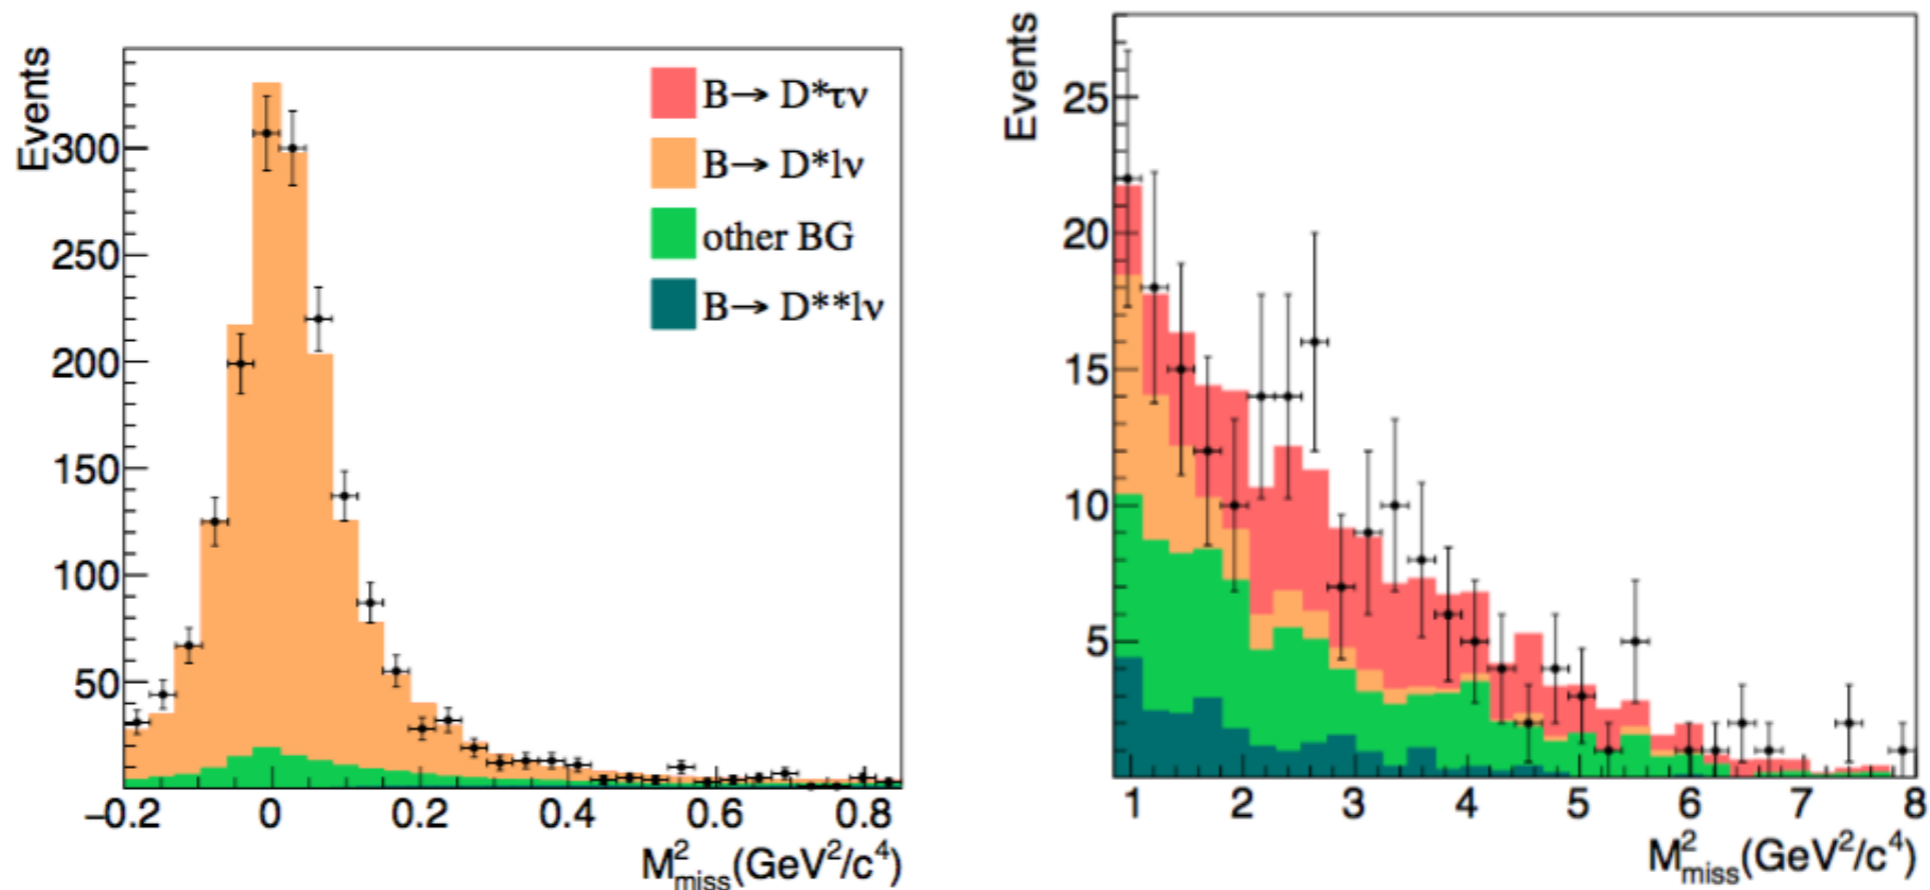 Events
300
250
200
150
100
50
−0.2 0 0.2 0.4 0.6 0.8
M²miss(GeV²/c⁴)
B→ D*τν
B→ D*lν
other BG
B→ D**lν
Events
25
20
15
10
5
1 2 3 4 5 6 7 8
M²miss(GeV²/c⁴)